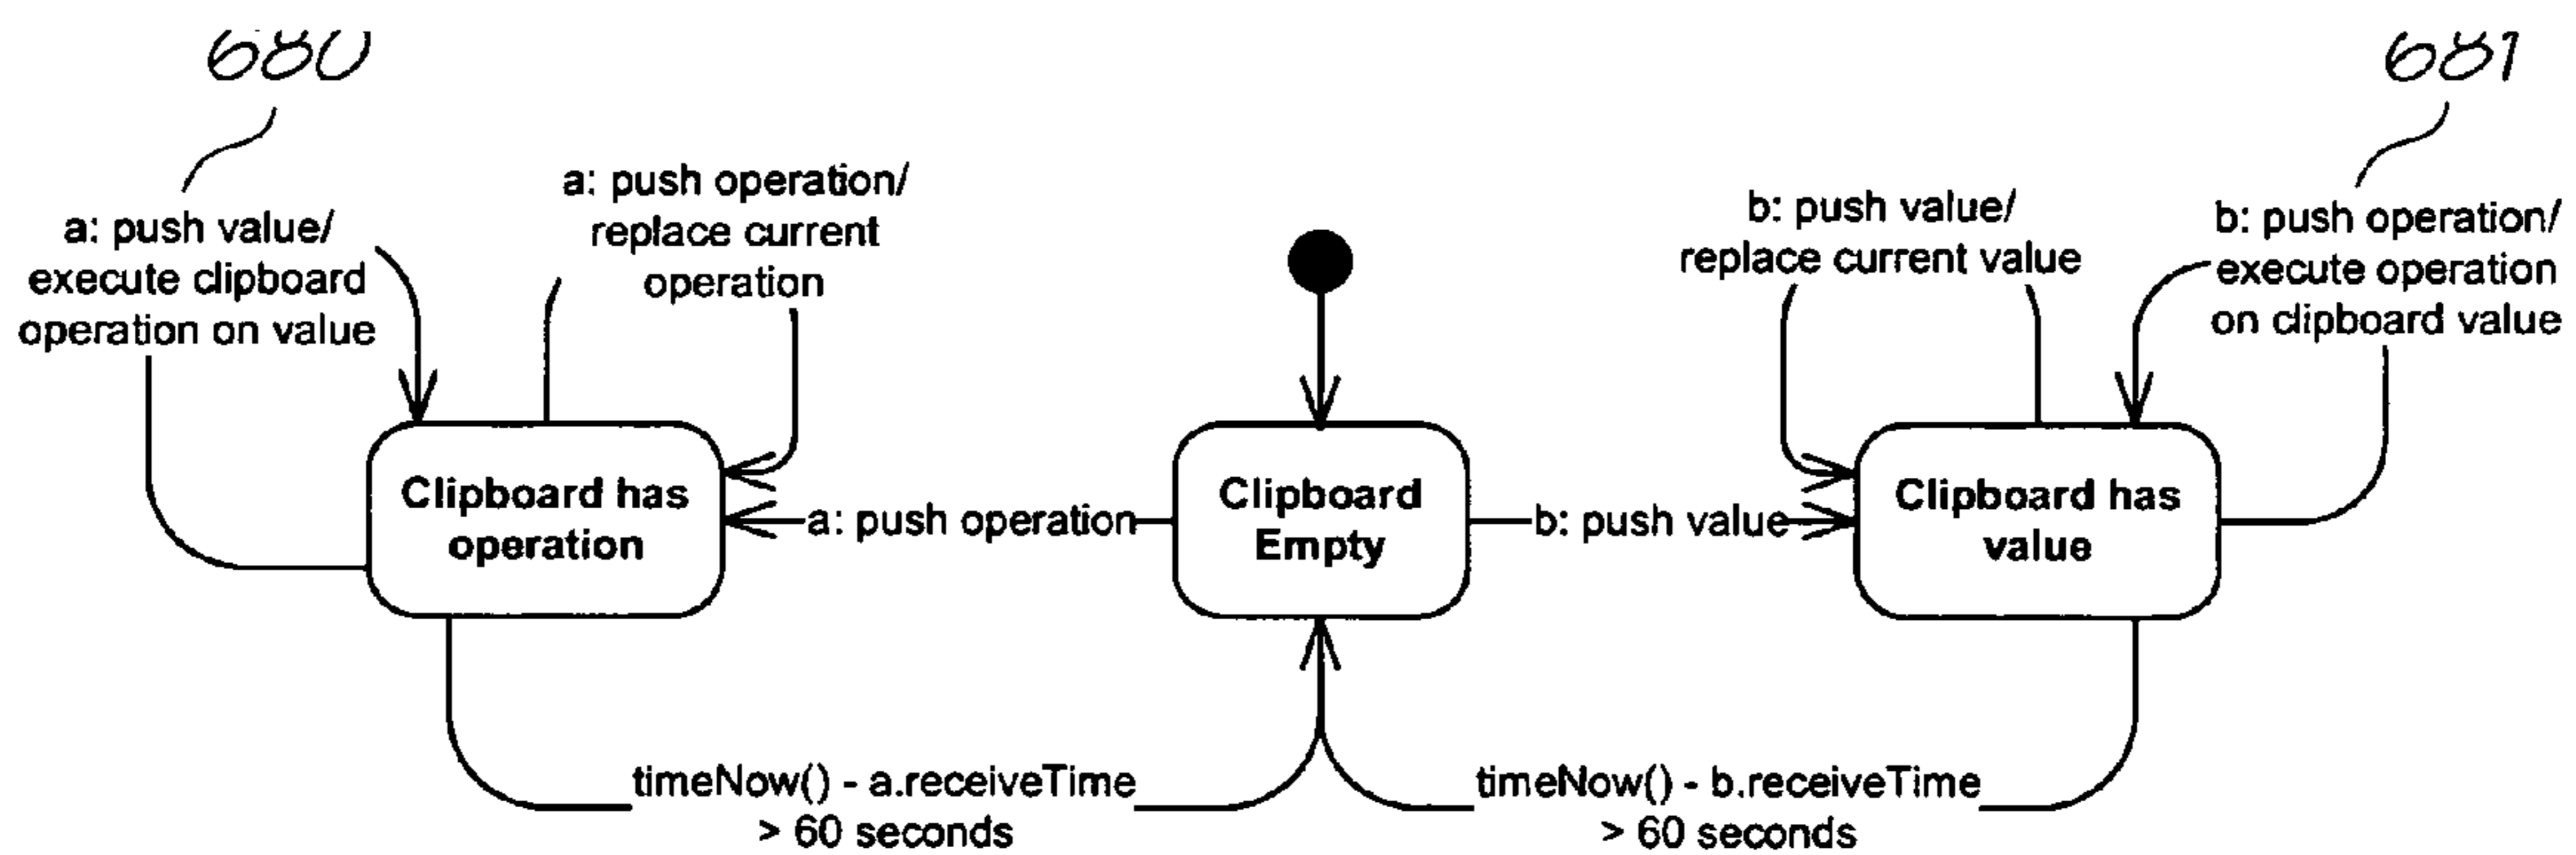 680
681
a: push value/
execute clipboard
operation on value
a: push operation/
replace current
operation
b: push value/
replace current value
b: push operation/
execute operation
on clipboard value
Clipboard has
operation
a: push operation
Clipboard
Empty
b: push value
Clipboard has
value
timeNow() - a.receiveTime
> 60 seconds
timeNow() - b.receiveTime
> 60 seconds